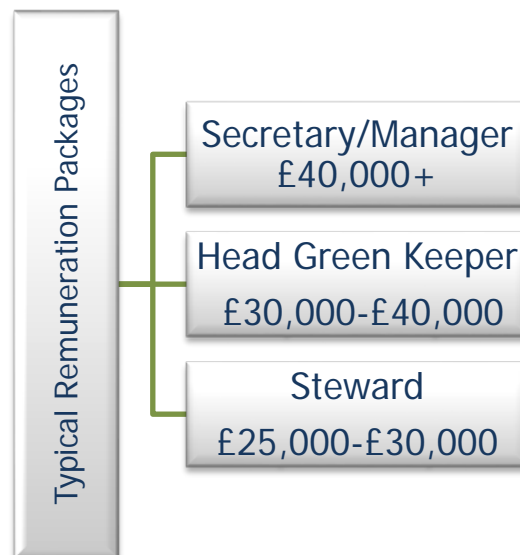 Typical Remuneration Packages
Secretary/Manager
£40,000+
Head Green Keeper
£30,000-£40,000
Steward
£25,000-£30,000